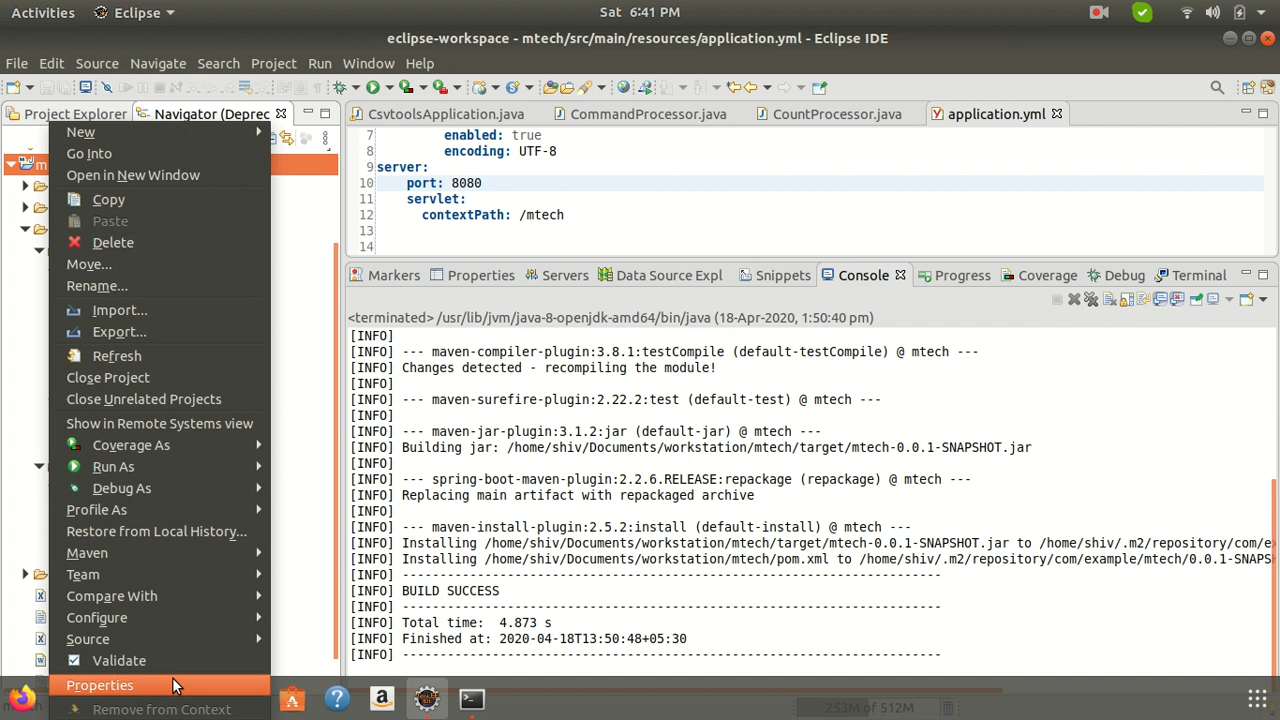 Activities Eclipse Sat 6:41 PM
eclipse-workspace - mtech/src/main/resources/application.yml - Eclipse IDE
File Edit Source Navigate Search Project Run Window Help
Project Explorer Navigator (Deprec
m
New
Go Into
Open in New Window
Copy
Paste
Delete
Move...
Rename...
Import...
Export...
Refresh
Close Project
Close Unrelated Projects
Show in Remote Systems view
Coverage As
Run As
Debug As
Profile As
Restore from Local History...
Maven
Team
Compare With
Configure
Source
Validate
Properties
Remove from Context
CsvtoolsApplication.java CommandProcessor.java CountProcessor.java application.yml
7 enabled: true
8 encoding: UTF-8
9 server:
10 port: 8080
11 servlet:
12 contextPath: /mtech
13
14
Markers Properties Servers Data Source Expl Snippets Console Progress Coverage Debug Terminal
<terminated> /usr/lib/jvm/java-8-openjdk-amd64/bin/java (18-Apr-2020, 1:50:40 pm)
[INFO]
[INFO] --- maven-compiler-plugin:3.8.1:testCompile (default-testCompile) @ mtech ---
[INFO] Changes detected - recompiling the module!
[INFO]
[INFO] --- maven-surefire-plugin:2.22.2:test (default-test) @ mtech ---
[INFO]
[INFO] --- maven-jar-plugin:3.1.2:jar (default-jar) @ mtech ---
[INFO] Building jar: /home/shiv/Documents/workstation/mtech/target/mtech-0.0.1-SNAPSHOT.jar
[INFO]
[INFO] --- spring-boot-maven-plugin:2.2.6.RELEASE:repackage (repackage) @ mtech ---
[INFO] Replacing main artifact with repackaged archive
[INFO]
[INFO] --- maven-install-plugin:2.5.2:install (default-install) @ mtech ---
[INFO] Installing /home/shiv/Documents/workstation/mtech/target/mtech-0.0.1-SNAPSHOT.jar to /home/shiv/.m2/repository/com/ex
[INFO] Installing /home/shiv/Documents/workstation/mtech/pom.xml to /home/shiv/.m2/repository/com/example/mtech/0.0.1-SNAPS
[INFO] ------------------------------------------------------------------------
[INFO] BUILD SUCCESS
[INFO] ------------------------------------------------------------------------
[INFO] Total time:  4.873 s
[INFO] Finished at: 2020-04-18T13:50:48+05:30
[INFO] ------------------------------------------------------------------------
253M of 512M